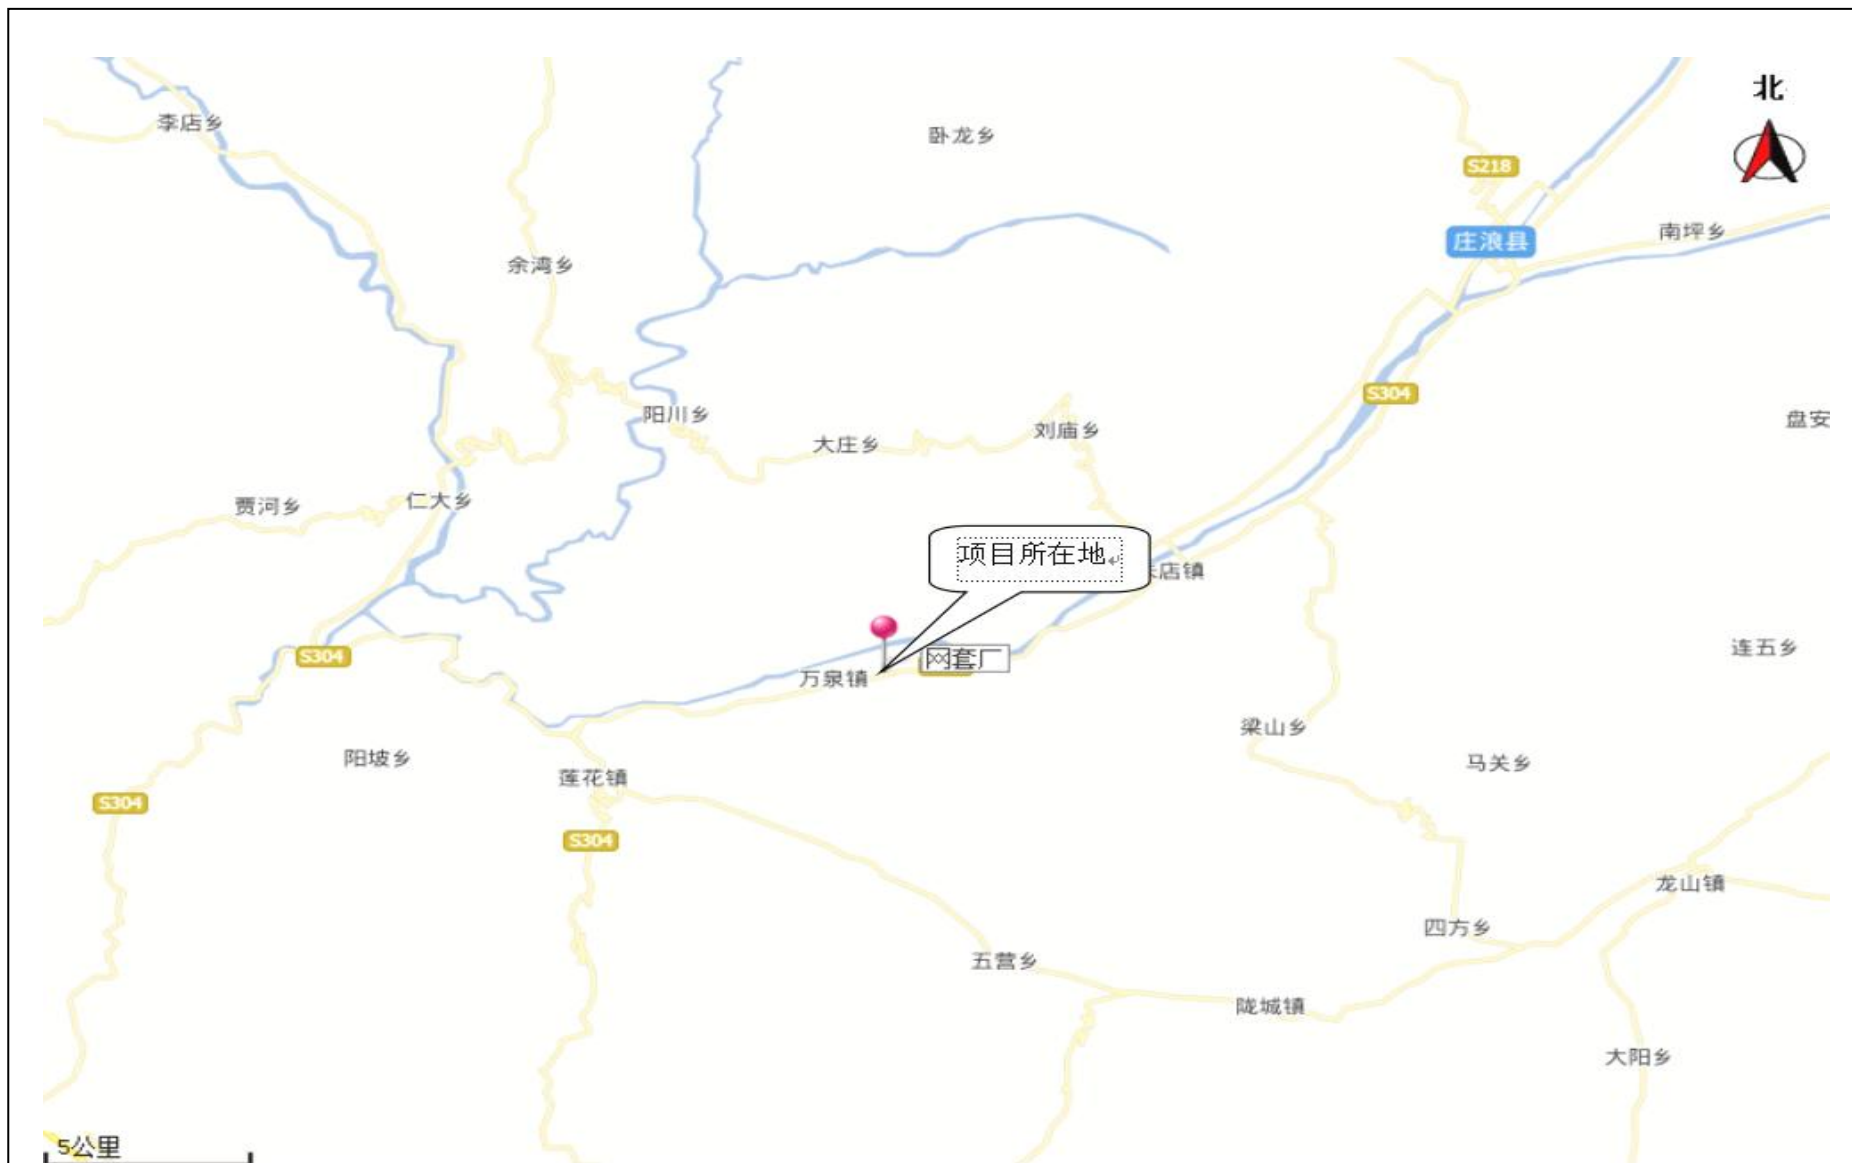 北
李店乡
卧龙乡
S218
南坪乡
庄浪县
余湾乡
S304
阳川乡
刘庙乡
盘安
大庄乡
贾河乡
仁大乡
项目所在地
店镇
S304
网套厂
连五乡
万泉镇
梁山乡
阳坡乡
马关乡
莲花镇
S304
S304
龙山镇
四方乡
五营乡
陇城镇
大阳乡
5公里